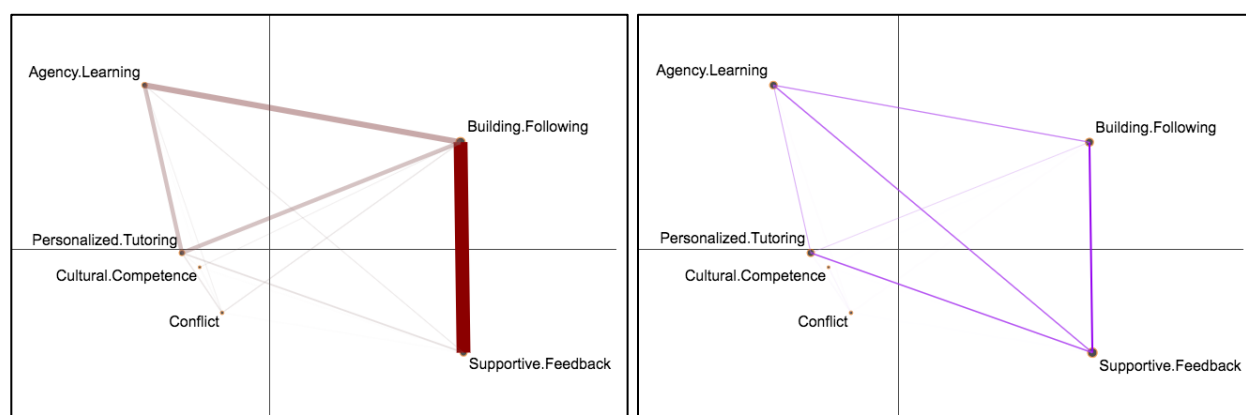 Agency.Learning
Building.Following
Personalized.Tutoring
Cultural.Competence
Conflict
Supportive.Feedback
Agency.Learning
Building.Following
Personalized.Tutoring
Cultural.Competence
Conflict
Supportive.Feedback